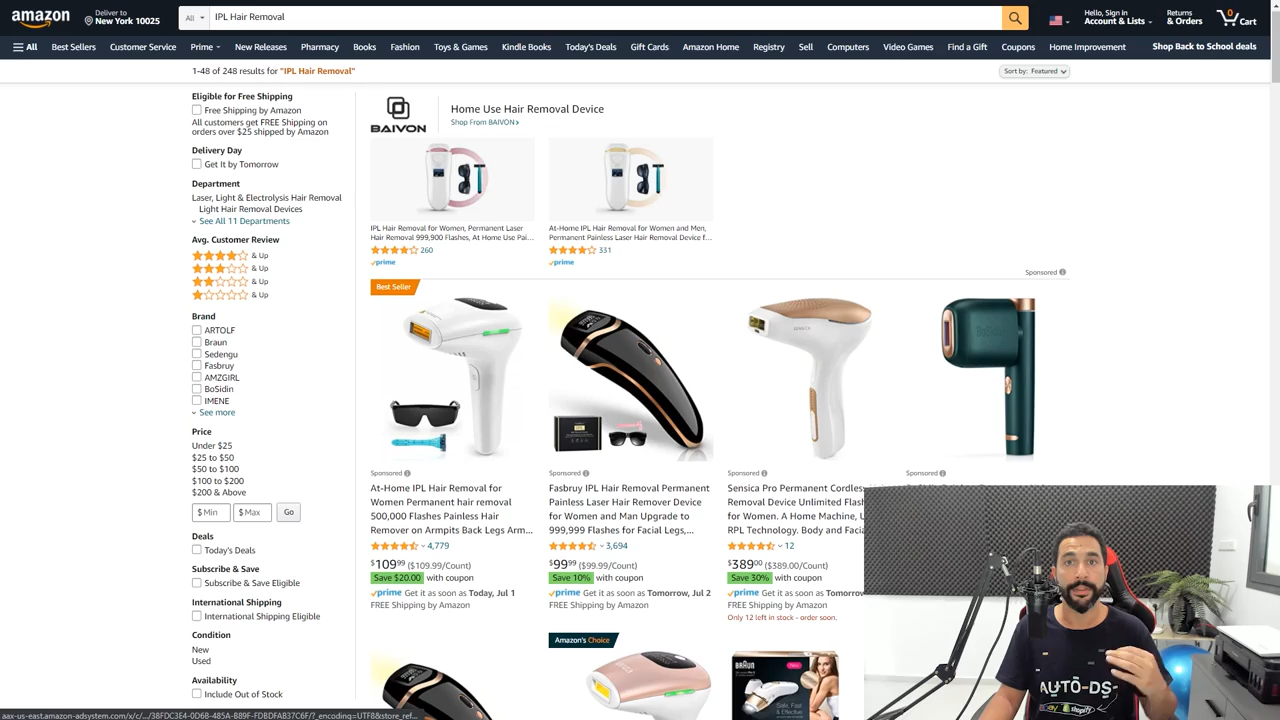 amazon
Deliver to
New York 10025
All
IPL Hair Removal
Hello, Sign in
Account & Lists
Returns
& Orders
0
Cart
All
Best Sellers
Customer Service
Prime
New Releases
Pharmacy
Books
Fashion
Toys & Games
Kindle Books
Today's Deals
Gift Cards
Amazon Home
Registry
Sell
Computers
Video Games
Find a Gift
Coupons
Home Improvement
Shop Back to School deals
1-48 of 248 results for "IPL Hair Removal"
Sort by: Featured
Eligible for Free Shipping
Free Shipping by Amazon
All customers get FREE Shipping on
orders over $25 shipped by Amazon
Delivery Day
Get It by Tomorrow
Department
Laser, Light & Electrolysis Hair Removal
Light Hair Removal Devices
See All 11 Departments
Avg. Customer Review
& Up
& Up
& Up
& Up
Brand
ARTOLF
Braun
Sedengu
Fasbruy
AMZGIRL
BoSidin
IMENE
See more
Price
Under $25
$25 to $50
$50 to $100
$100 to $200
$200 & Above
$ Min
$ Max
Go
Deals
Today's Deals
Subscribe & Save
Subscribe & Save Eligible
International Shipping
International Shipping Eligible
Condition
New
Used
Availability
Include Out of Stock
BAIVON
Home Use Hair Removal Device
Shop From BAIVON>
IPL Hair Removal for Women, Permanent Laser
Hair Removal 999,900 Flashes, At Home Use Pai...
260
prime
At-Home IPL Hair Removal for Women and Men,
Permanent Painless Laser Hair Removal Device f...
331
prime
Sponsored
Best Seller
Sponsored
At-Home IPL Hair Removal for
Women Permanent hair removal
500,000 Flashes Painless Hair
Remover on Armpits Back Legs Arm...
4,779
$109.99 ($109.99/Count)
Save $20.00 with coupon
prime Get it as soon as Today, Jul 1
FREE Shipping by Amazon
Sponsored
Fasbruy IPL Hair Removal Permanent
Painless Laser Hair Remover Device
for Women and Man Upgrade to
999,999 Flashes for Facial Legs,...
3,694
$99.99 ($99.99/Count)
Save 10% with coupon
prime Get it as soon as Tomorrow, Jul 2
FREE Shipping by Amazon
Sponsored
Sensica Pro Permanent Cordless
Removal Device Unlimited Flash
for Women. A Home Machine, U
RPL Technology. Body and Facia
12
$389.00 ($389.00/Count)
Save 30% with coupon
prime Get it as soon as Tomorrow
FREE Shipping by Amazon
Only 12 left in stock - order soon.
Sponsored
Amazon's Choice
BRAUN
New
Safe, Fast
& Effective
AUTO-DS
ebay
shopify